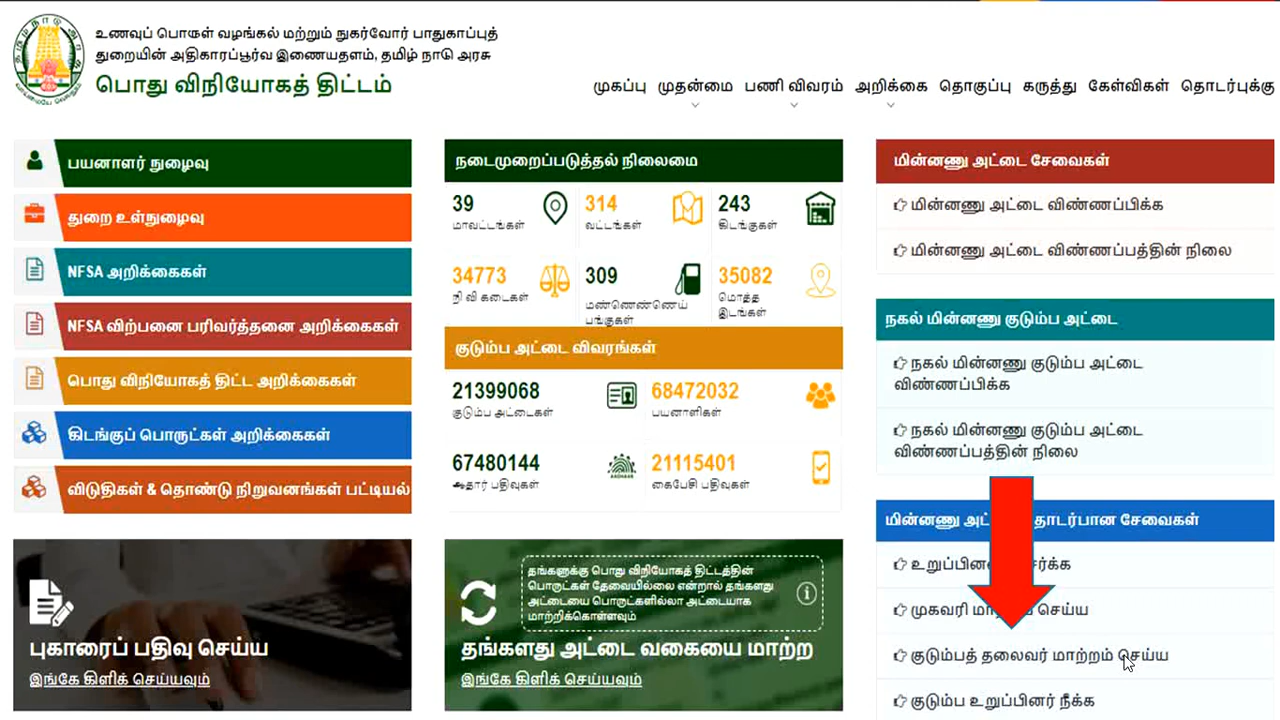 உணவுப் பொருள் வழங்கல் மற்றும் நுகர்வோர் பாதுகாப்புத்
துறையின் அதிகாரப்பூர்வ இணையதளம், தமிழ் நாடு அரசு
பொது விநியோகத் திட்டம்
முகப்பு முதன்மை பணி விவரம் அறிக்கை தொகுப்பு கருத்து கேள்விகள் தொடர்புக்கு
பயனாளர் நுழைவு
துறை உள்நுழைவு
NFSA அறிக்கைகள்
NFSA விற்பனை பரிவர்த்தனை அறிக்கைகள்
பொது விநியோகத் திட்ட அறிக்கைகள்
கிடங்குப் பொருட்கள் அறிக்கைகள்
விடுதிகள் & தொண்டு நிறுவனங்கள் பட்டியல்
புகாரைப் பதிவு செய்ய
இங்கே கிளிக் செய்யவும்
நடைமுறைப்படுத்தல் நிலைமை
39 314 243
மாவட்டங்கள் வட்டங்கள் கிடங்குகள்
34773 309 35082
நி வி கடைகள் மண்ணெண்ணெய் மொத்த
பங்குகள் இடங்கள்
குடும்ப அட்டை விவரங்கள்
21399068 68472032
குடும்ப அட்டைகள் பயனாளிகள்
67480144 AADHAAR 21115401
ஆதார் பதிவுகள் கைபேசி பதிவுகள்
தங்களுக்கு பொது விநியோகத் திட்டத்தின்
பொருட்கள் தேவையில்லை என்றால் தங்களது
அட்டையை பொருட்களில்லா அட்டையாக
மாற்றிக்கொள்ளவும்
தங்களது அட்டை வகையை மாற்ற
இங்கே கிளிக் செய்யவும்
மின்னணு அட்டை சேவைகள்
மின்னணு அட்டை விண்ணப்பிக்க
மின்னணு அட்டை விண்ணப்பத்தின் நிலை
நகல் மின்னணு குடும்ப அட்டை
நகல் மின்னணு குடும்ப அட்டை
விண்ணப்பிக்க
நகல் மின்னணு குடும்ப அட்டை
விண்ணப்பத்தின் நிலை
மின்னணு சேவைகள்
முகவரி செய்ய
குடும்பத் தலைவர் மாற்றம் செய்ய
குடும்ப உறுப்பினர் நீக்க